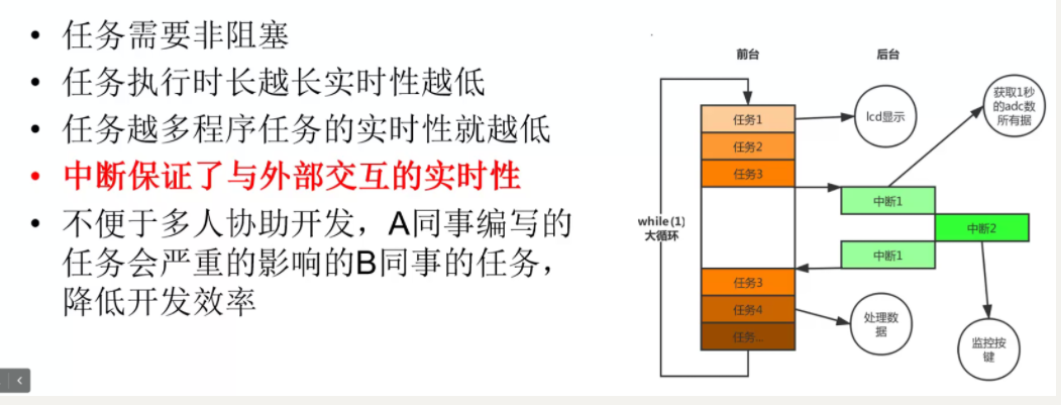 • 任务需要非阻塞
• 任务执行时长越长实时性越低
• 任务越多程序任务的实时性就越低
• 中断保证了与外部交互的实时性
• 不便于多人协助开发，A同事编写的
任务会严重的影响的B同事的任务，
降低开发效率
前台
后台
任务1
任务2
任务3
while(1)
大循环
任务3
任务4
任务...
lcd显示
获取1秒
的adc数
所有据
中断1
中断2
中断1
处理数
据
监控按
键